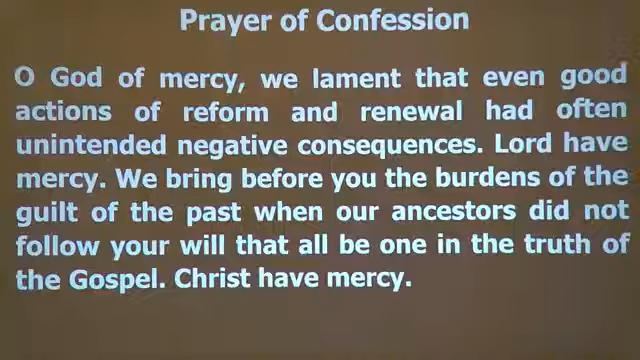 Prayer of Confession
O God of mercy, we lament that even good
actions of reform and renewal had often
unintended negative consequences. Lord have
mercy. We bring before you the burdens of the
guilt of the past when our ancestors did not
follow your will that all be one in the truth of
the Gospel. Christ have mercy.